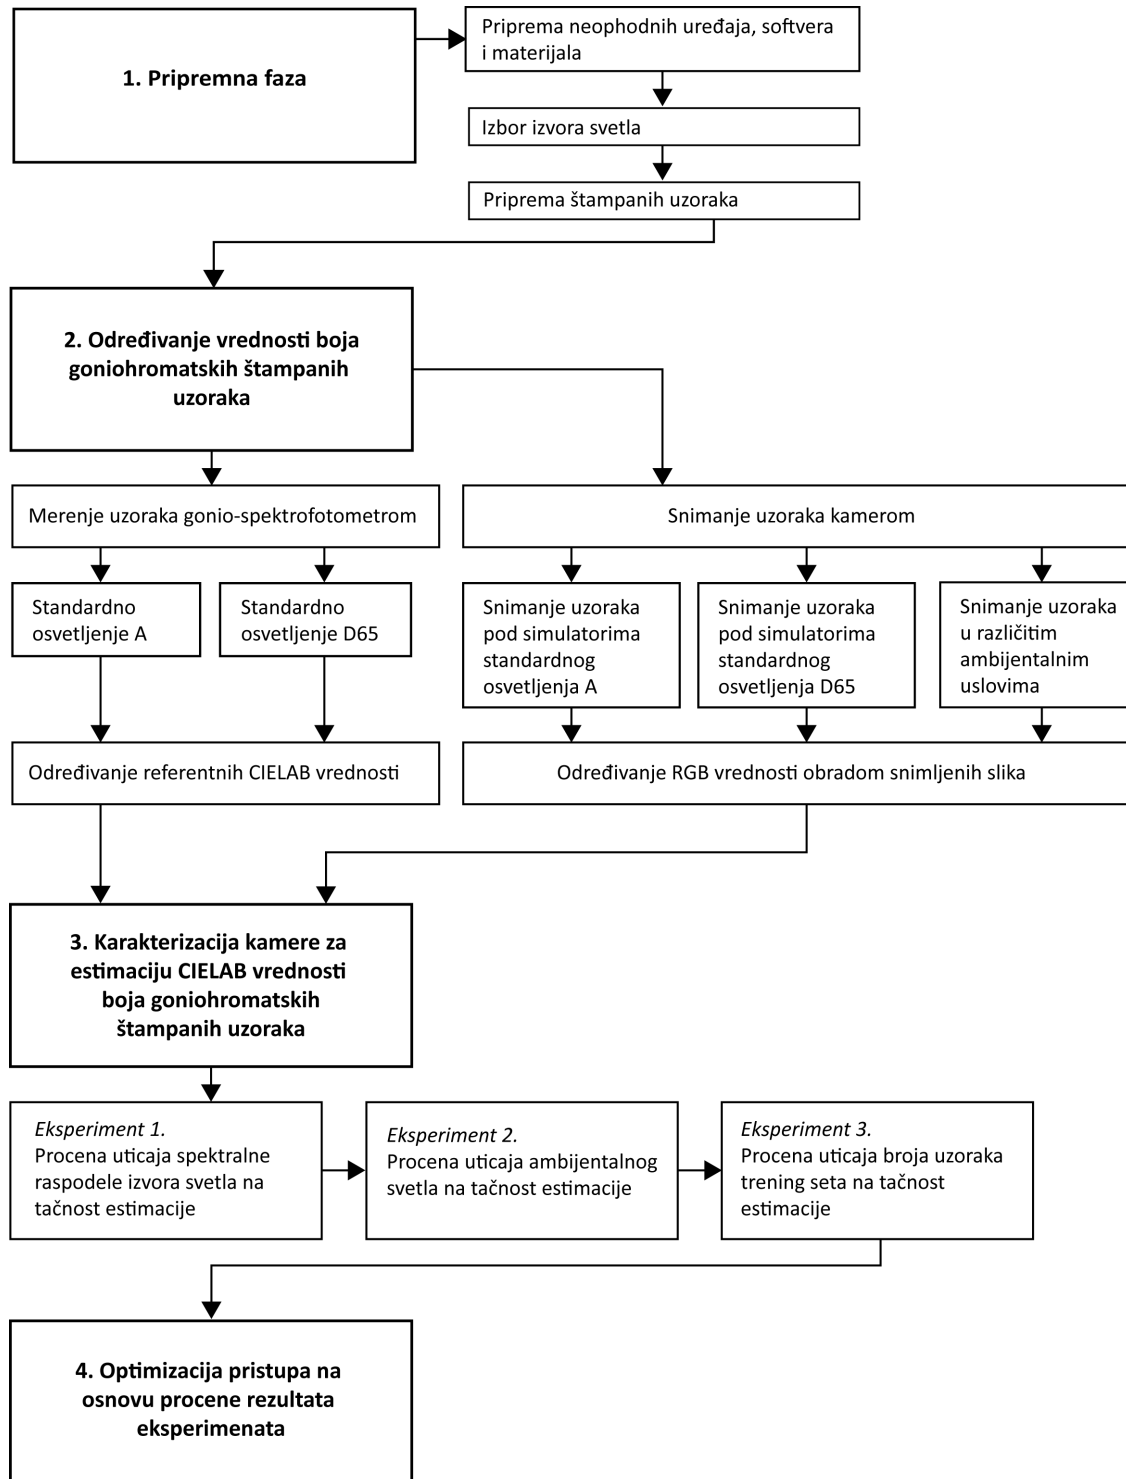 1. Pripremna faza
Priprema neophodnih uređaja, softvera
i materijala
Izbor izvora svetla
Priprema štampanih uzoraka
2. Određivanje vrednosti boja
goniohromatskih štampanih
uzoraka
Merenje uzoraka gonio-spektrofotometrom
Snimanje uzoraka kamerom
Standardno
osvetljenje A
Standardno
osvetljenje D65
Snimanje uzoraka
pod simulatorima
standardnog
osvetljenja A
Snimanje uzoraka
pod simulatorima
standardnog
osvetljenja D65
Snimanje uzoraka
u različitim
ambijentalnim
uslovima
Određivanje referentnih CIELAB vrednosti
Određivanje RGB vrednosti obradom snimljenih slika
3. Karakterizacija kamere za
estimaciju CIELAB vrednosti
boja goniohromatskih
štampanih uzoraka
Eksperiment 1.
Procena uticaja spektralne
raspodele izvora svetla na
tačnost estimacije
Eksperiment 2.
Procena uticaja ambijentalnog
svetla na tačnost estimacije
Eksperiment 3.
Procena uticaja broja uzoraka
trening seta na tačnost
estimacije
4. Optimizacija pristupa na
osnovu procene rezultata
eksperimenata